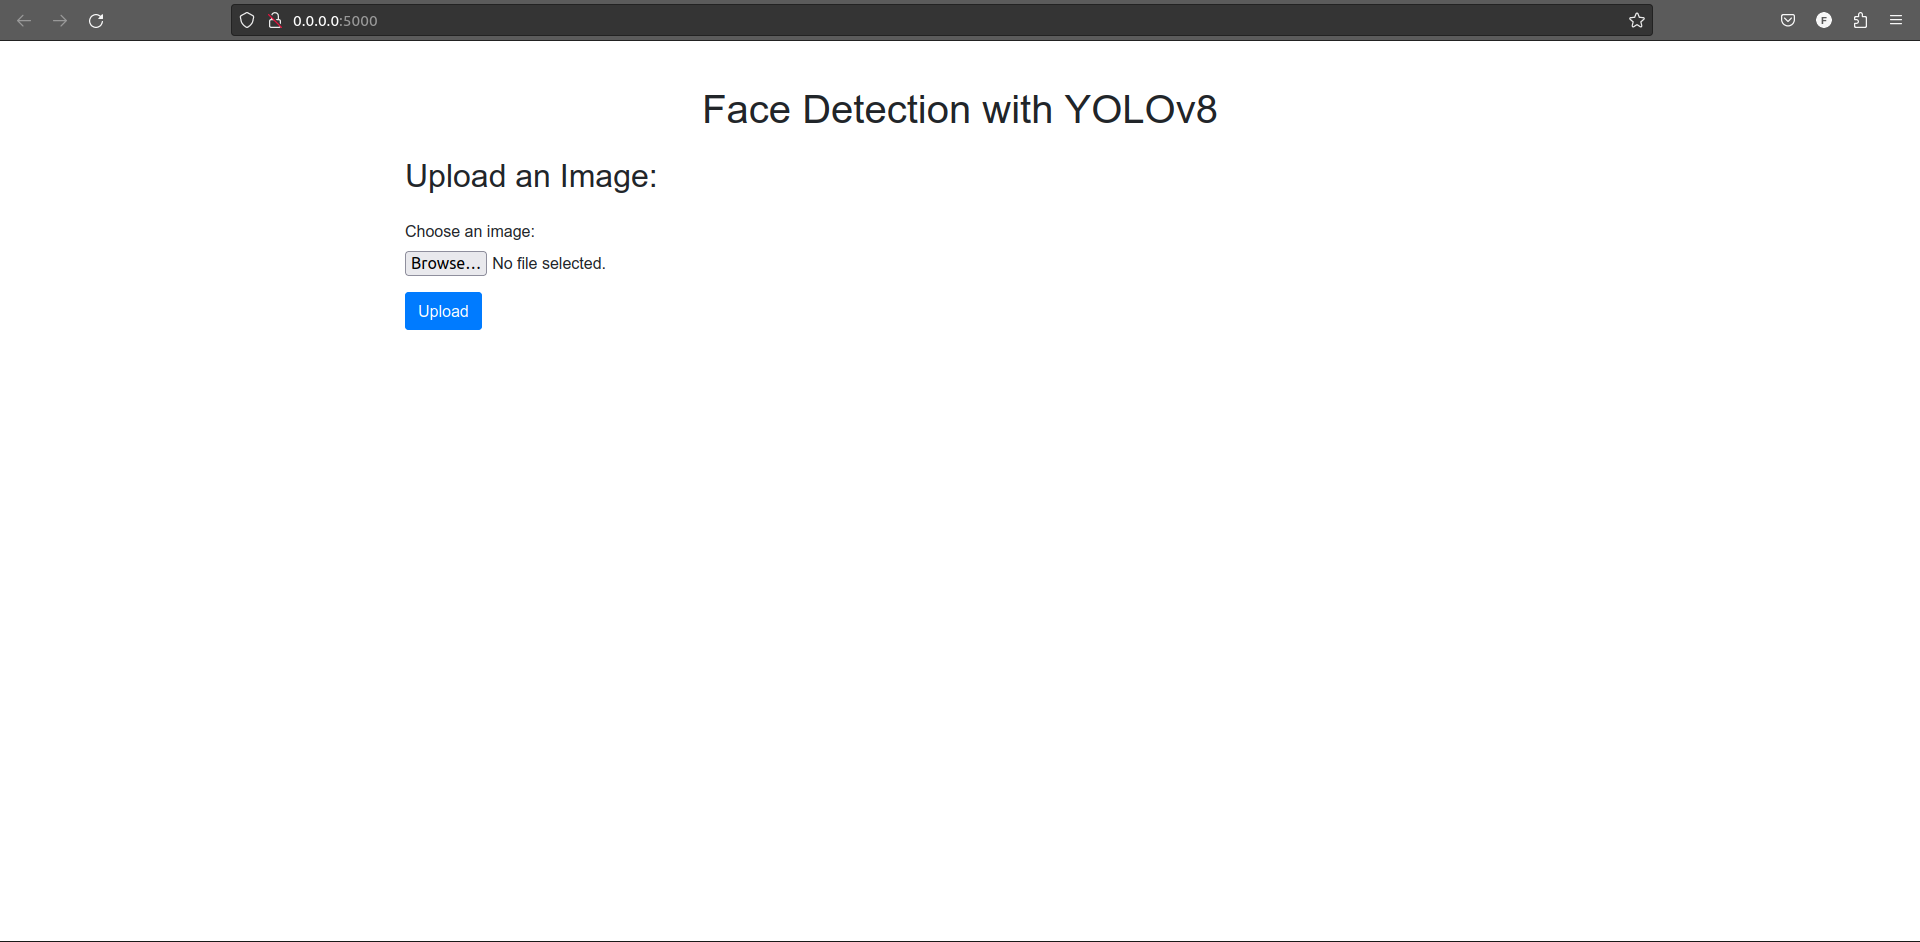 0.0.0.0:5000
F
Face Detection with YOLOv8
Upload an Image:
Choose an image:
Browse... No file selected.
Upload